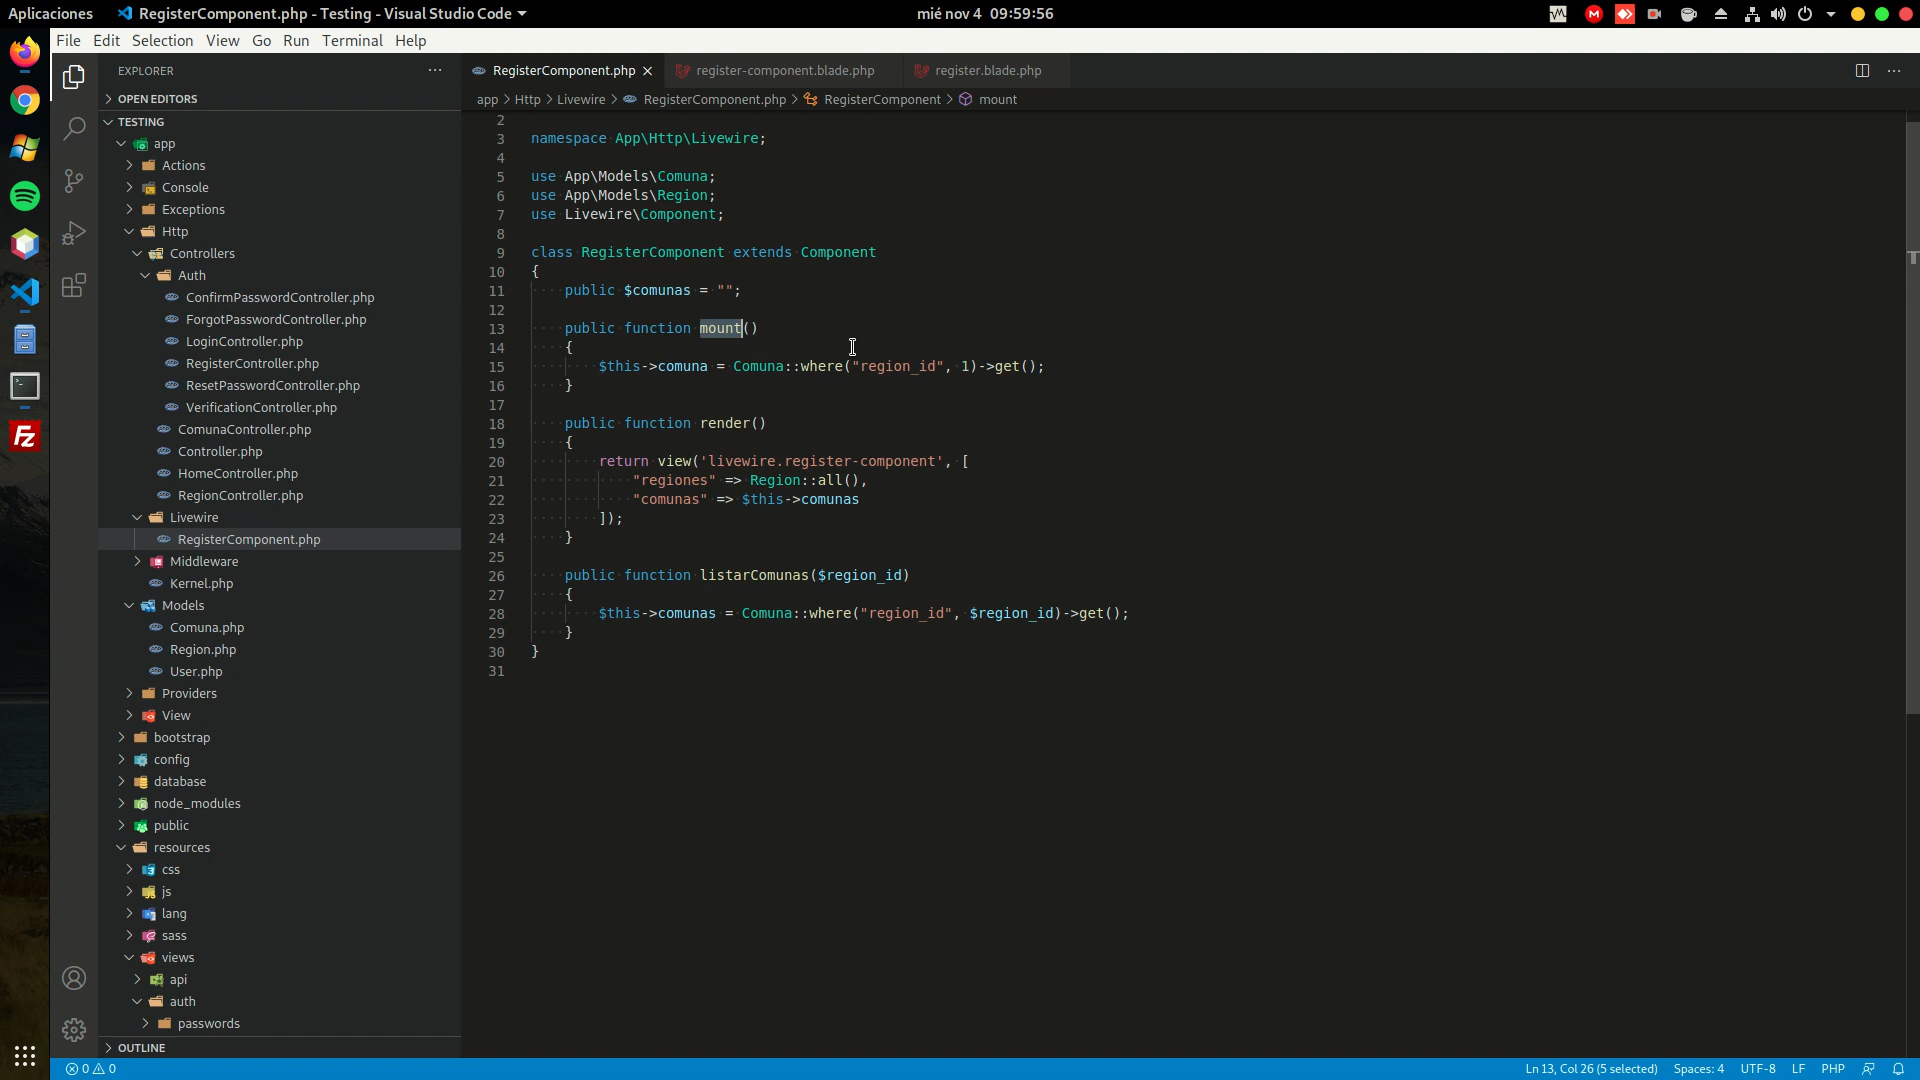 Aplicaciones
RegisterComponent.php - Testing - Visual Studio Code
mié nov 4 09:59:56
File Edit Selection View Go Run Terminal Help
EXPLORER
OPEN EDITORS
TESTING
app
Actions
Console
Exceptions
Http
Controllers
Auth
ConfirmPasswordController.php
ForgotPasswordController.php
LoginController.php
RegisterController.php
ResetPasswordController.php
VerificationController.php
ComunaController.php
Controller.php
HomeController.php
RegionController.php
Livewire
RegisterComponent.php
Middleware
Kernel.php
Models
Comuna.php
Region.php
User.php
Providers
View
bootstrap
config
database
node_modules
public
resources
css
js
lang
sass
views
api
auth
passwords
OUTLINE
RegisterComponent.php
register-component.blade.php
register.blade.php
app > Http > Livewire > RegisterComponent.php > RegisterComponent > mount
2
3 namespace App\Http\Livewire;
4
5 use App\Models\Comuna;
6 use App\Models\Region;
7 use Livewire\Component;
8
9 class RegisterComponent extends Component
10 {
11 public $comunas = "";
12
13 public function mount()
14 {
15 $this->comuna = Comuna::where("region_id", 1)->get();
16 }
17
18 public function render()
19 {
20 return view('livewire.register-component', [
21 "regiones" => Region::all(),
22 "comunas" => $this->comunas
23 ]);
24 }
25
26 public function listarComunas($region_id)
27 {
28 $this->comunas = Comuna::where("region_id", $region_id)->get();
29 }
30 }
31
0 0
Ln 13, Col 26 (5 selected) Spaces: 4 UTF-8 LF PHP